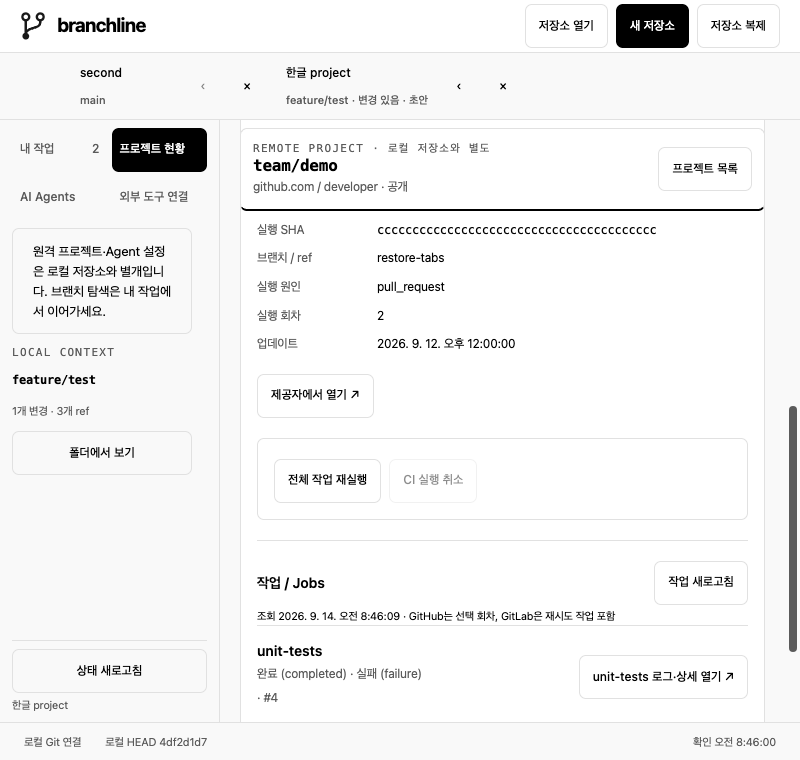 branchline
저장소 열기
새 저장소
저장소 복제
second
main
‹
×
한글 project
feature/test · 변경 있음 · 초안
‹
×
내 작업
2
프로젝트 현황
AI Agents
외부 도구 연결
원격 프로젝트·Agent 설정
은 로컬 저장소와 별개입니
다. 브랜치 탐색은 내 작업에
서 이어가세요.
LOCAL CONTEXT
feature/test
1개 변경 · 3개 ref
폴더에서 보기
상태 새로고침
한글 project
REMOTE PROJECT · 로컬 저장소와 별도
team/demo
github.com / developer · 공개
프로젝트 목록
실행 SHA
cccccccccccccccccccccccccccccccccccccccc
브랜치 / ref
restore-tabs
실행 원인
pull_request
실행 회차
2
업데이트
2026. 9. 12. 오후 12:00:00
제공자에서 열기 ↗
전체 작업 재실행
CI 실행 취소
작업 / Jobs
작업 새로고침
조회 2026. 9. 14. 오전 8:46:09 · GitHub는 선택 회차, GitLab은 재시도 작업 포함
unit-tests
완료 (completed) · 실패 (failure)
· #4
unit-tests 로그·상세 열기 ↗
로컬 Git 연결
로컬 HEAD 4df2d1d7
확인 오전 8:46:00